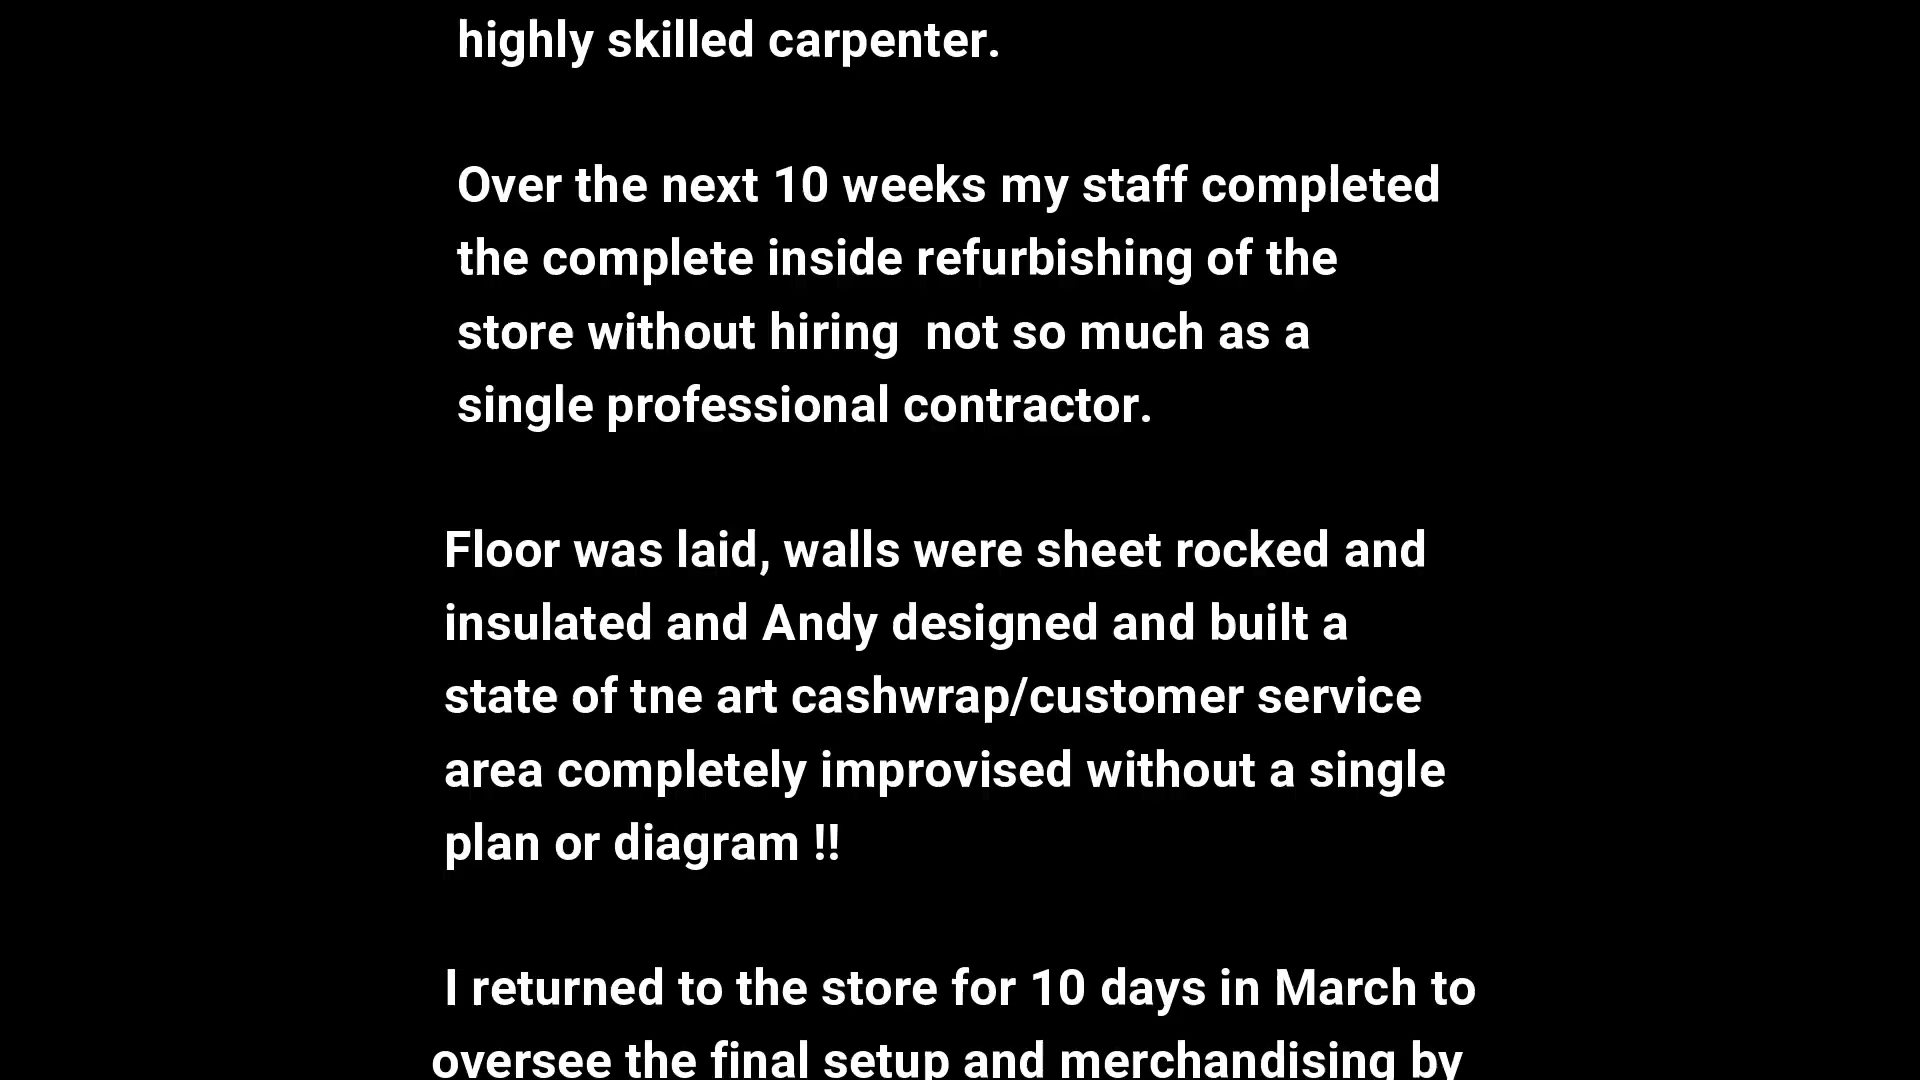 highly skilled carpenter.
Over the next 10 weeks my staff completed
the complete inside refurbishing of the
store without hiring  not so much as a
single professional contractor.
Floor was laid, walls were sheet rocked and
insulated and Andy designed and built a
state of tne art cashwrap/customer service
area completely improvised without a single
plan or diagram !!
I returned to the store for 10 days in March to
oversee the final setup and merchandising by